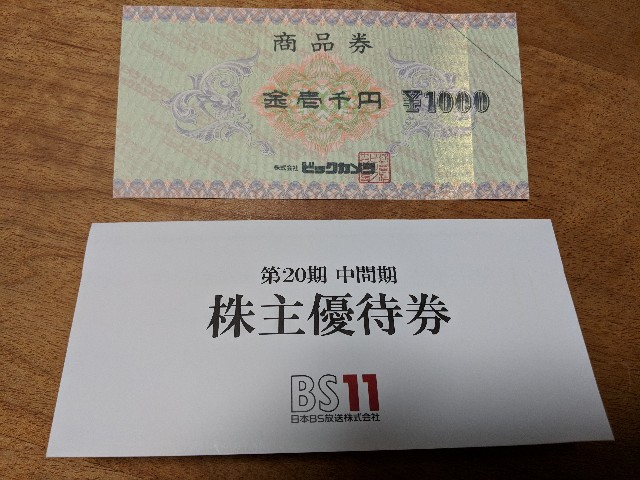 商品券
金壱千円 ¥1000
株式会社 ビックカメラ
第20期 中間期
株主優待券
BS11
日本BS放送株式会社